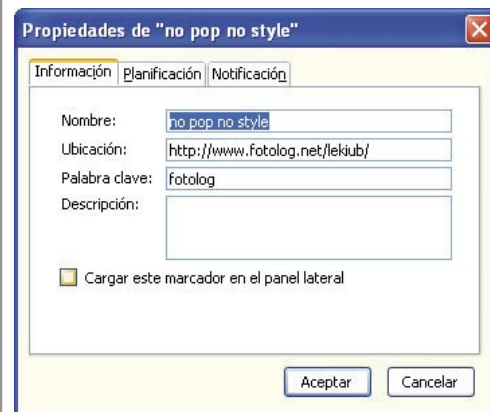 Propiedades de "no pop no style"
Información Planificación Notificación
Nombre: no pop no style
Ubicación: http://www.fotolog.net/lekiub/
Palabra clave: fotolog
Descripción:
Cargar este marcador en el panel lateral
Aceptar Cancelar